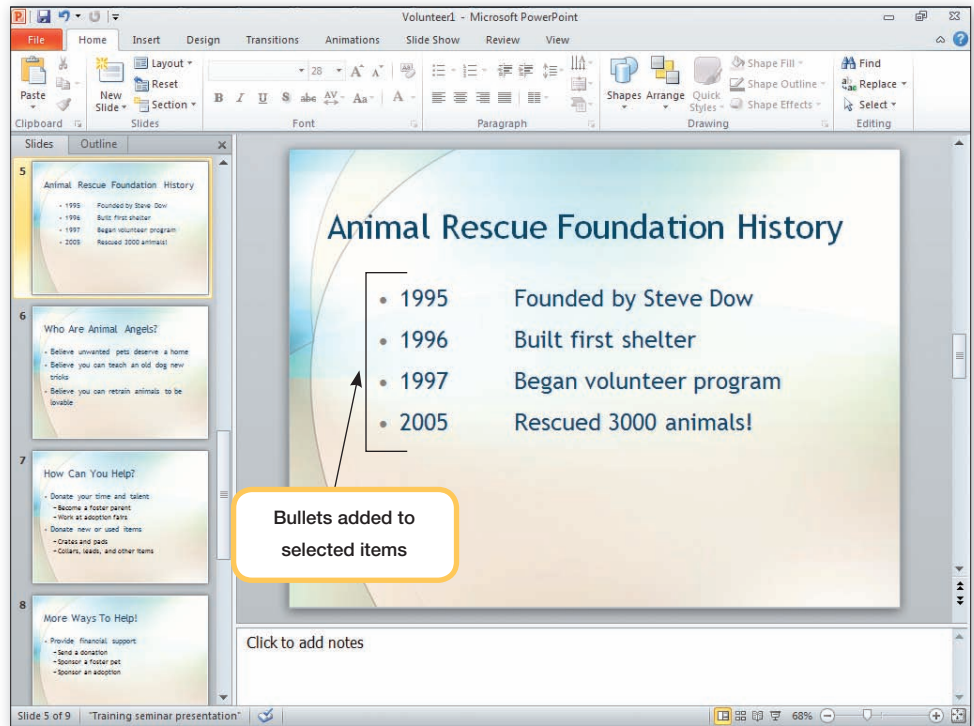 P
Volunteer1 - Microsoft PowerPoint
File Home Insert Design Transitions Animations Slide Show Review View
Paste
New
Slide
Layout
Reset
Section
28
A A
B I U S abc AV Aa A
Shapes Arrange Quick
Styles
Shape Fill
Shape Outline
Shape Effects
Find
Replace
Select
Clipboard Slides Font Paragraph Drawing Editing
Slides Outline
5
Animal Rescue Foundation History
- 1995 Founded by Steve Dow
- 1996 Built first shelter
- 1997 Began volunteer program
- 2005 Rescued 3000 animals!
6
Who Are Animal Angels?
- Believe unwanted pets deserve a home
- Believe you can teach an old dog new
tricks
- Believe you can retrain animals to be
lovable
7
How Can You Help?
- Donate your time and talent
- Become a foster parent
- Work at adoption fairs
- Donate new or used items
- Crates and pads
- Collars, leads, and other items
8
More Ways To Help!
- Provide financial support
- Send a donation
- Sponsor a foster pet
- Sponsor an adoption
Animal Rescue Foundation History
• 1995 Founded by Steve Dow
• 1996 Built first shelter
• 1997 Began volunteer program
• 2005 Rescued 3000 animals!
Bullets added to
selected items
Click to add notes
Slide 5 of 9 "Training seminar presentation" 68%